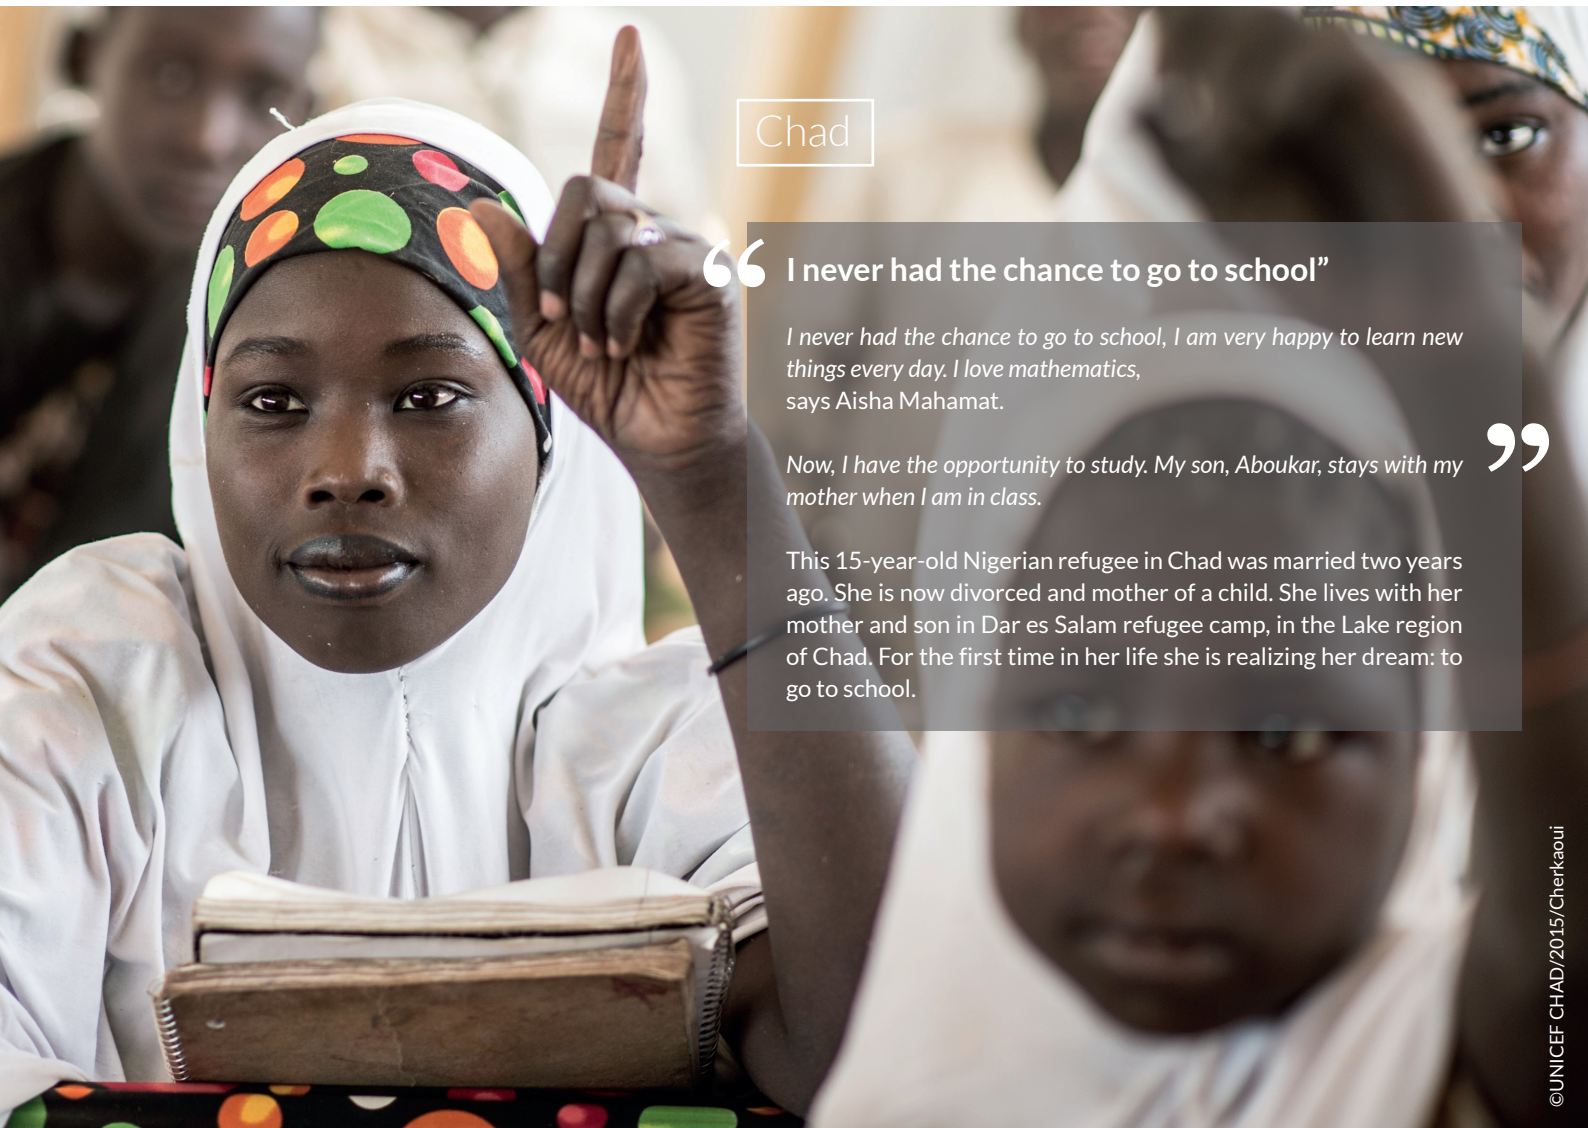 Chad
“ I never had the chance to go to school”
I never had the chance to go to school, I am very happy to learn new
things every day. I love mathematics,
says Aisha Mahamat.
Now, I have the opportunity to study. My son, Aboukar, stays with my
mother when I am in class. ”
This 15-year-old Nigerian refugee in Chad was married two years
ago. She is now divorced and mother of a child. She lives with her
mother and son in Dar es Salam refugee camp, in the Lake region
of Chad. For the first time in her life she is realizing her dream: to
go to school.
©UNICEF CHAD/2015/Cherkaoui